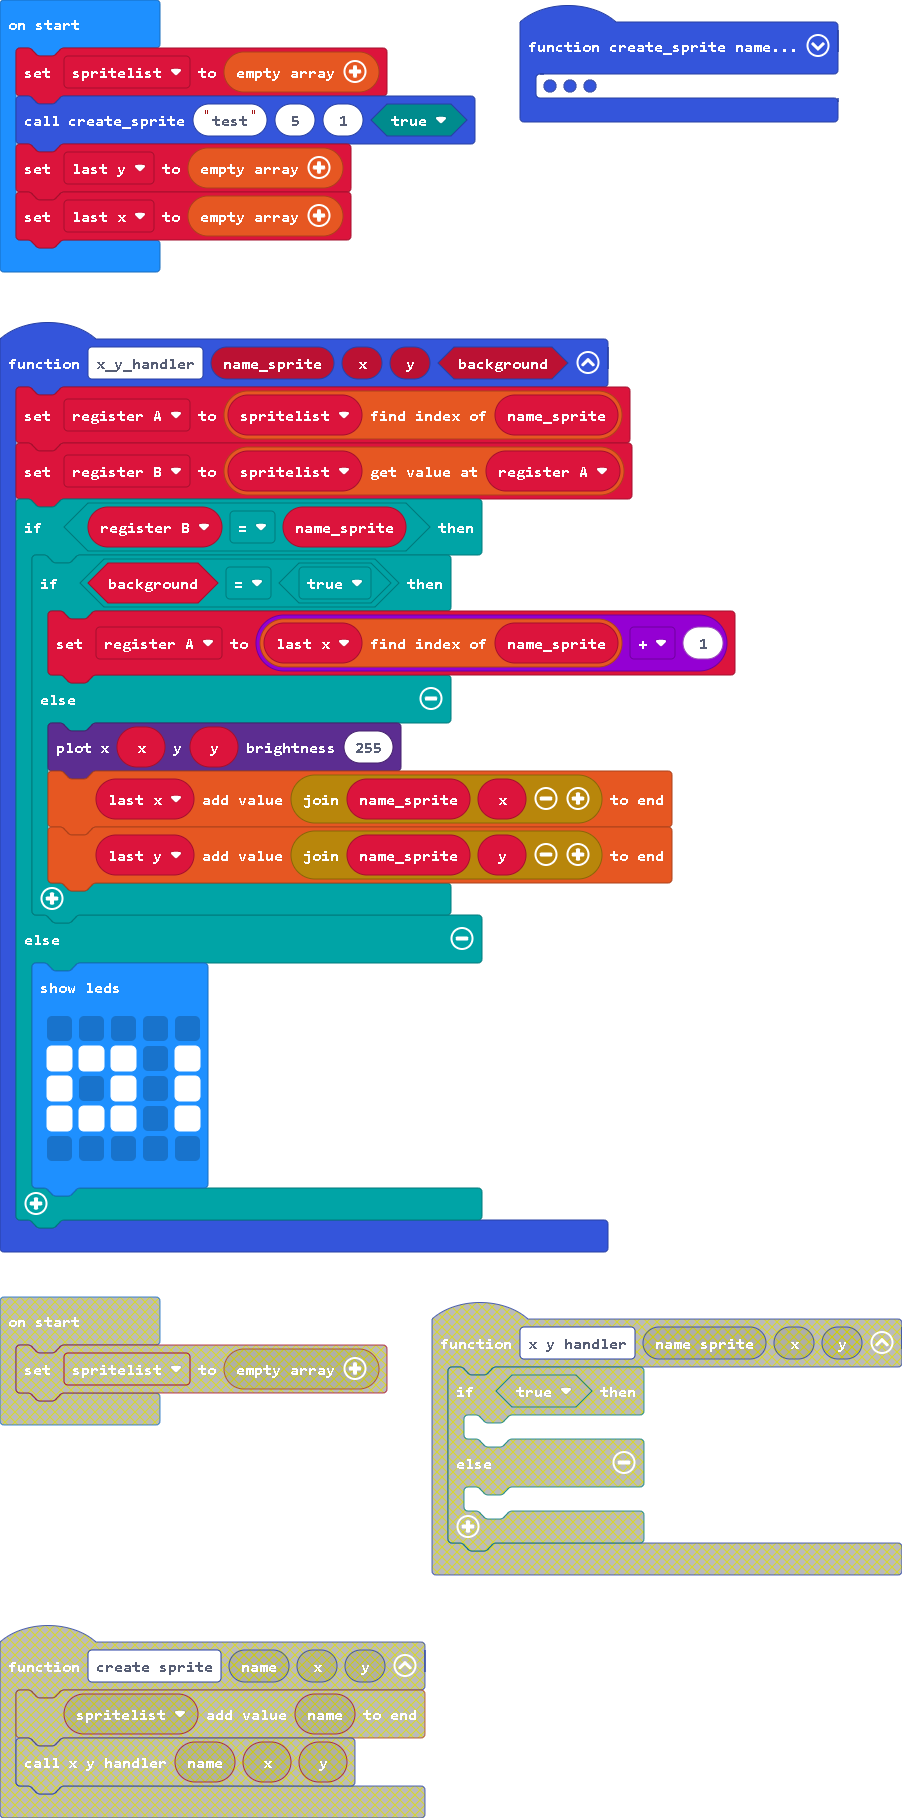 on start
set spritelist to empty array
call create_sprite "test" 5 1 true
set last y to empty array
set last x to empty array
function create_sprite name...
function x_y_handler name_sprite x y background
set register A to spritelist find index of name_sprite
set register B to spritelist get value at register A
if register B = name_sprite then
if background = true then
set register A to last x find index of name_sprite + 1
else
plot x x y y brightness 255
last x add value join name_sprite x to end
last y add value join name_sprite y to end
else
show leds
on start
set spritelist to empty array
function x y handler name sprite x y
if true then
else
function create sprite name x y
spritelist add value name to end
call x y handler name x y